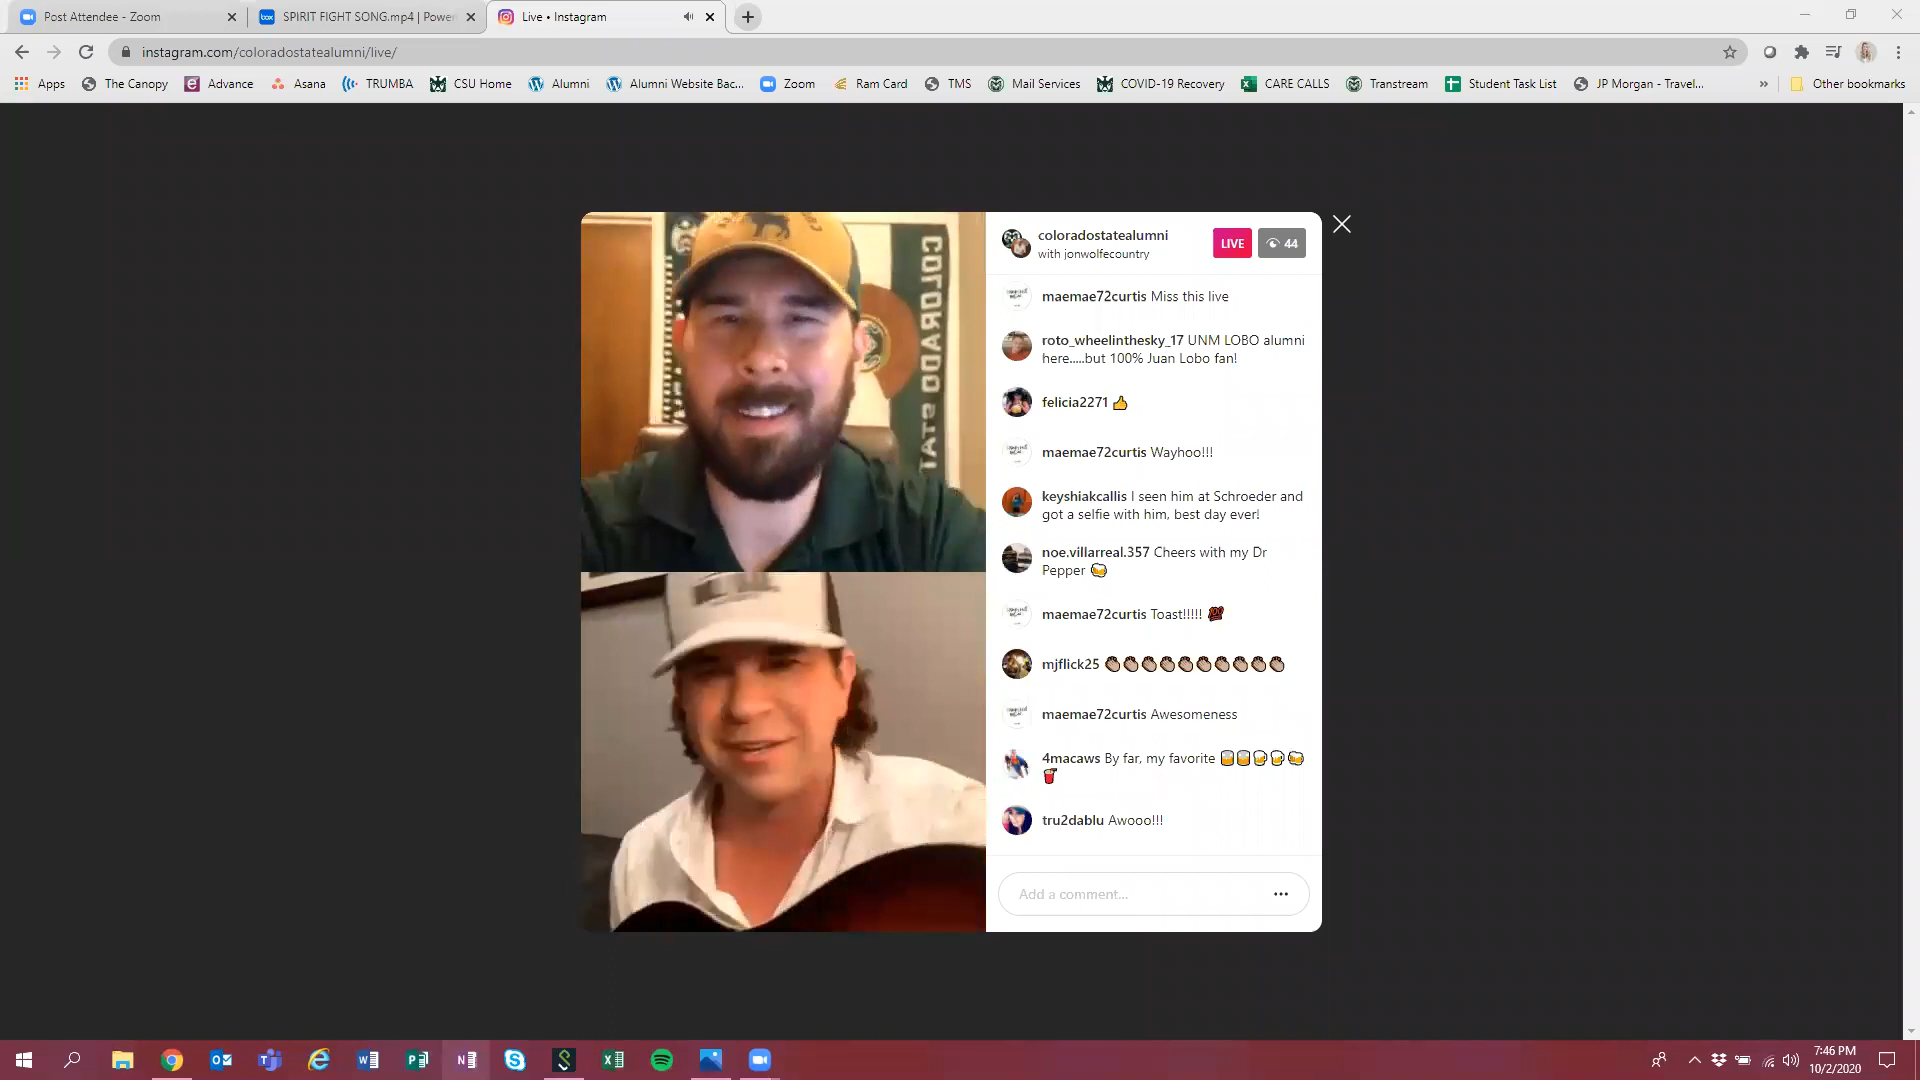 Post Attendee - Zoom
SPIRIT FIGHT SONG.mp4 | Power
Live • Instagram
instagram.com/coloradostatealumni/live/
Apps
The Canopy
Advance
Asana
TRUMBA
CSU Home
Alumni
Alumni Website Bac...
Zoom
Ram Card
TMS
Mail Services
COVID-19 Recovery
CARE CALLS
Transtream
Student Task List
JP Morgan - Travel...
»
Other bookmarks
COLORADO STAT
coloradostatealumni
with jonwolfecountry
LIVE
44
maemae72curtis Miss this live
roto_wheelinthesky_17 UNM LOBO alumni
here.....but 100% Juan Lobo fan!
felicia2271 👍
maemae72curtis Wayhoo!!!
keyshiakcallis I seen him at Schroeder and
got a selfie with him, best day ever!
noe.villarreal.357 Cheers with my Dr
Pepper 🍻
maemae72curtis Toast!!!!! 💯
mjflick25 👏🏼👏🏼👏🏼👏🏼👏🏼👏🏼👏🏼👏🏼👏🏼👏🏼
maemae72curtis Awesomeness
4macaws By far, my favorite 🥃🥃🍺🍺🍻
🥤
tru2dablu Awooo!!!
Add a comment...
7:46 PM
10/2/2020